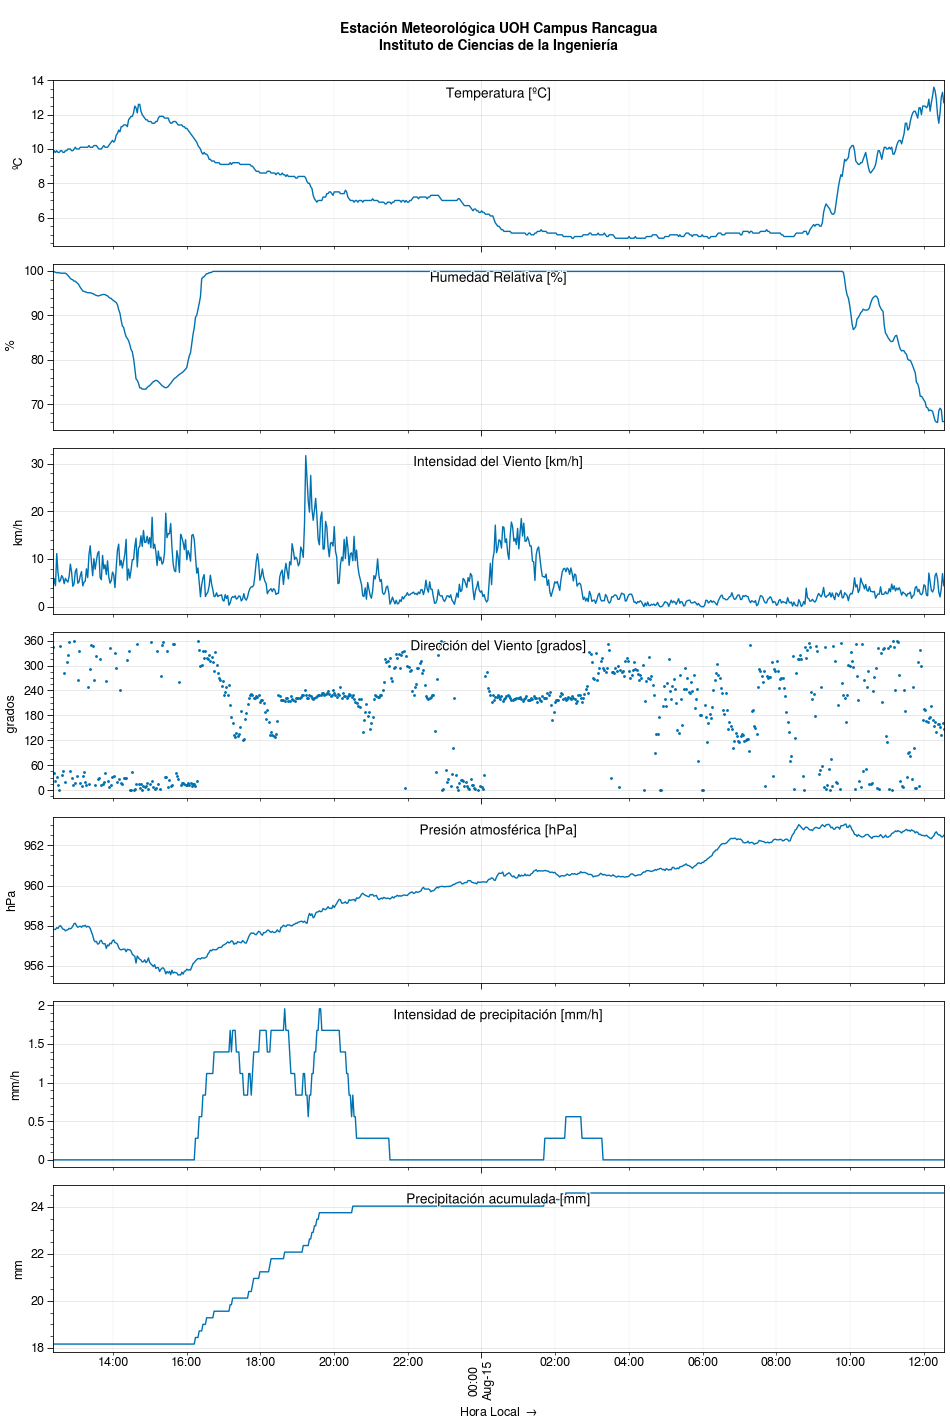 Estación Meteorológica UOH Campus Rancagua
Instituto de Ciencias de la Ingeniería
Temperatura [ºC]
ºC
14
12
10
8
6
Humedad Relativa [%]
%
100
90
80
70
Intensidad del Viento [km/h]
km/h
30
20
10
0
Dirección del Viento [grados]
grados
360
300
240
180
120
60
0
Presión atmosférica [hPa]
hPa
962
960
958
956
Intensidad de precipitación [mm/h]
mm/h
2
1.5
1
0.5
0
Precipitación acumulada [mm]
mm
24
22
20
18
14:00 16:00 18:00 20:00 22:00 00:00 02:00 04:00 06:00 08:00 10:00 12:00
Aug-15
Hora Local →